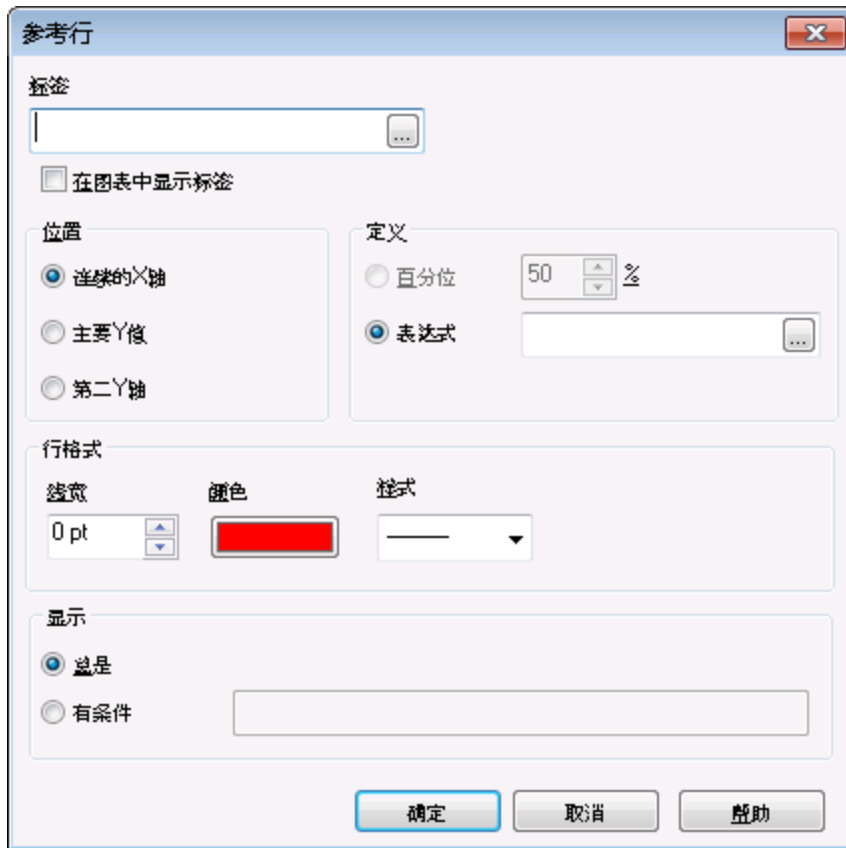 参考行
标签
...
在图表中显示标签
位置
定义
连续的X轴
百分位 50 %
主要Y值
表达式 ...
第二Y轴
行格式
线宽 颜色 样式
0 pt
显示
总是
有条件
确定 取消 帮助